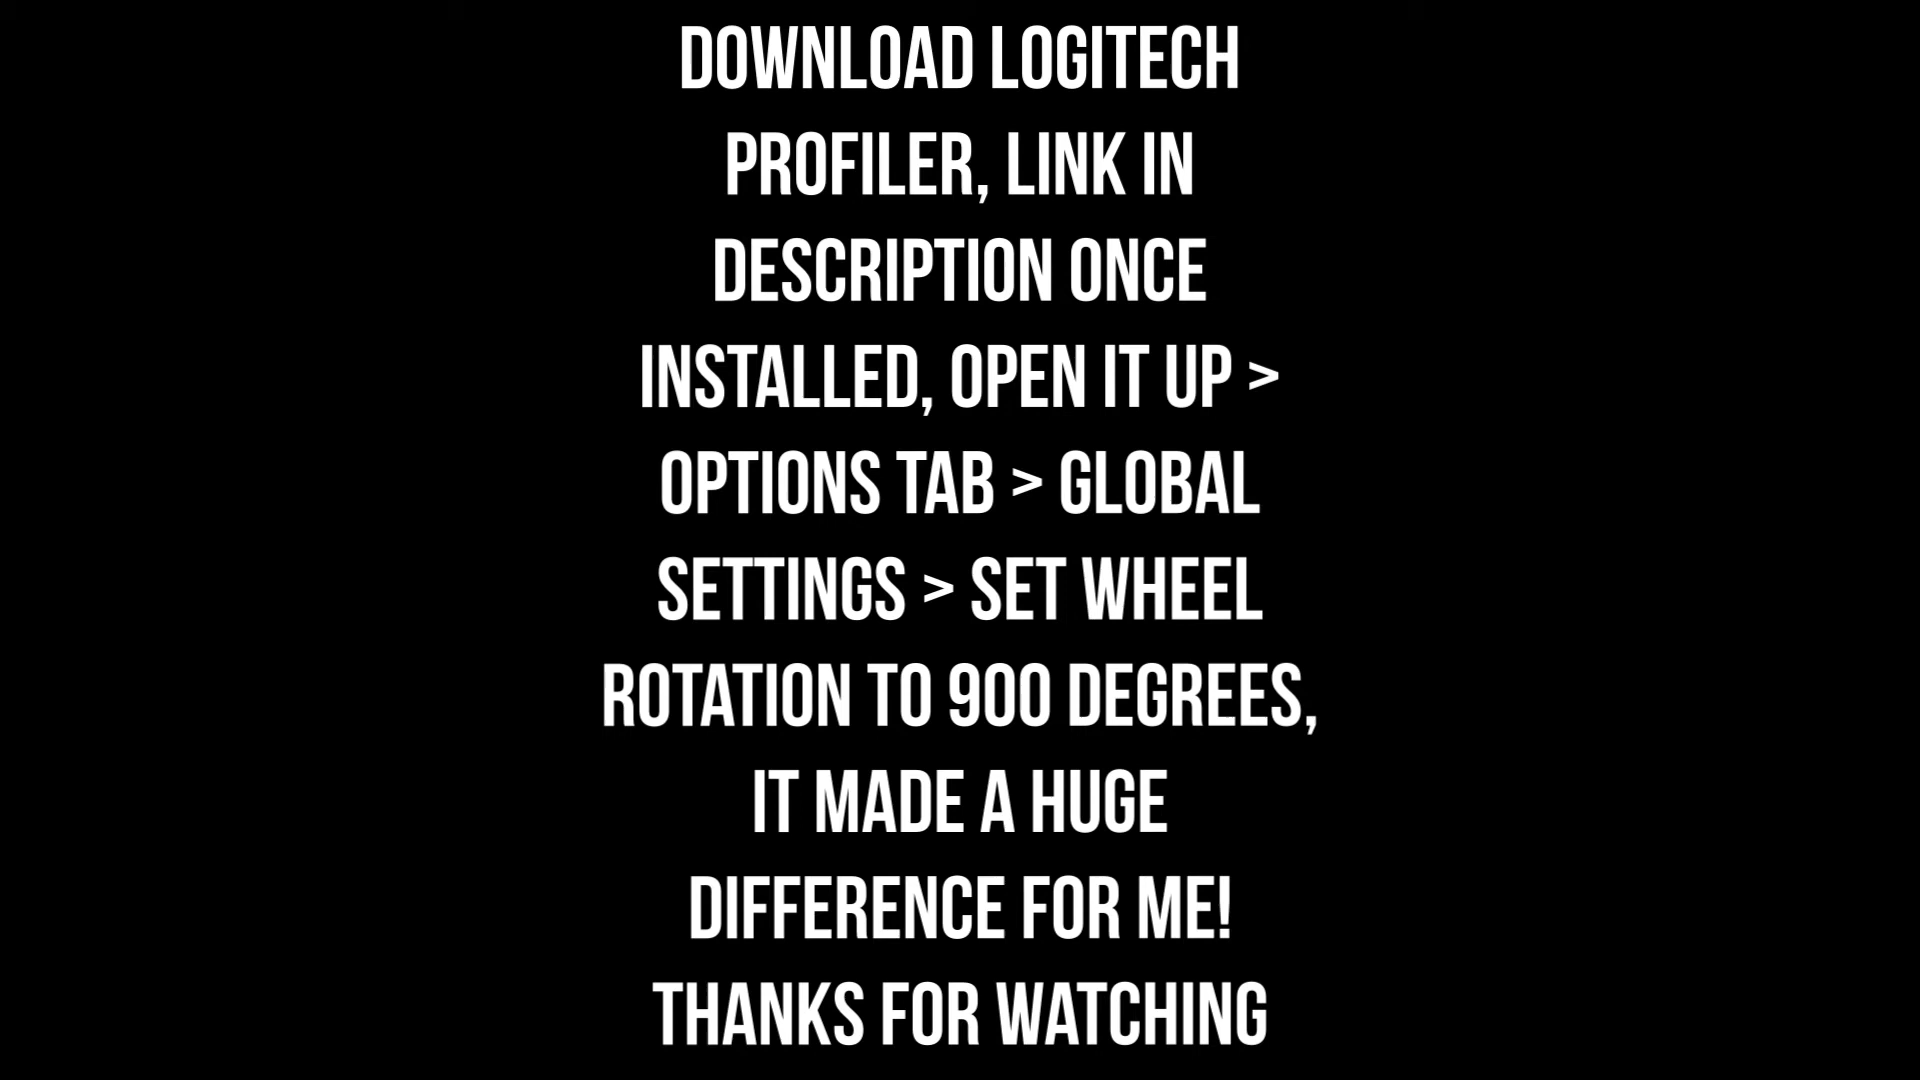 DOWNLOAD LOGITECH
PROFILER, LINK IN
DESCRIPTION ONCE
INSTALLED, OPEN IT UP >
OPTIONS TAB > GLOBAL
SETTINGS > SET WHEEL
ROTATION TO 900 DEGREES,
IT MADE A HUGE
DIFFERENCE FOR ME!
THANKS FOR WATCHING